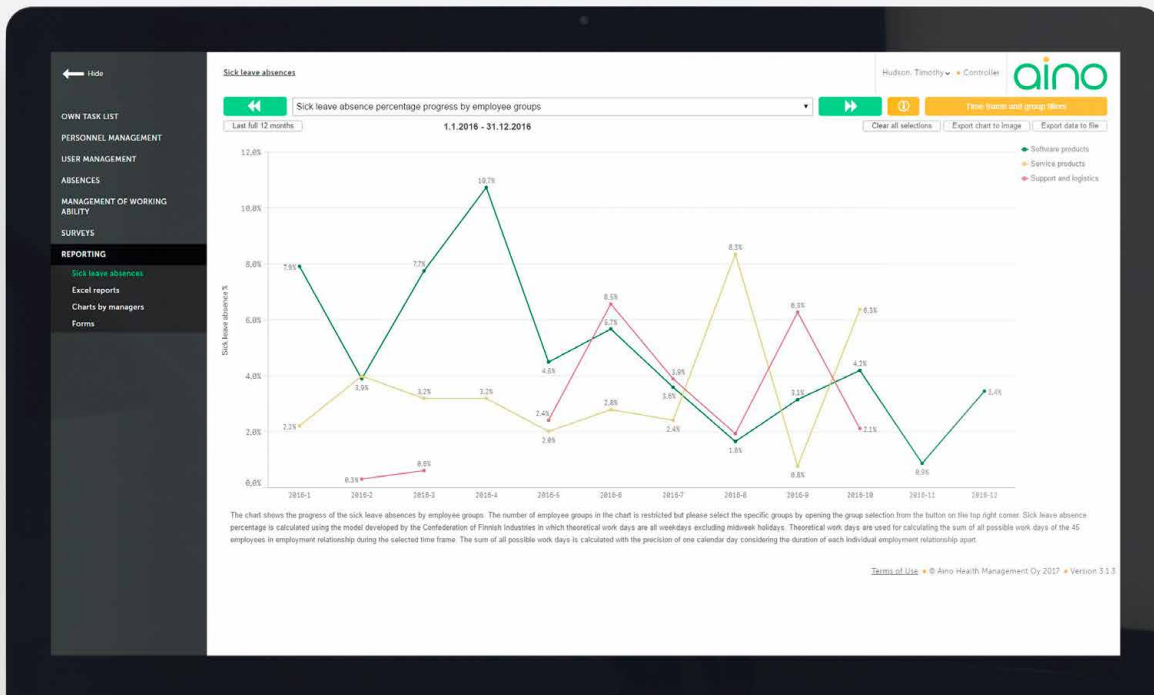 Hide
OWN TASK LIST
PERSONNEL MANAGEMENT
USER MANAGEMENT
ABSENCES
MANAGEMENT OF WORKING
ABILITY
SURVEYS
REPORTING
Sick leave absences
Excel reports
Charts by managers
Forms
Sick leave absences
Hudson, Timothy • Controller
aino
Sick leave absence percentage progress by employee groups
Time frame and group filters
Last full 12 months
1.1.2016 - 31.12.2016
Clear all selections
Export chart to image
Export data to file
Software products
Service products
Support and logistics
Sick leave absence %
12,0%
10,0%
8,0%
6,0%
4,0%
2,0%
0,0%
7.9%
3.9%
7.7%
10.7%
4.5%
5.7%
3.6%
1.6%
3.1%
4.2%
0.9%
3.4%
2.2%
3.2%
3.2%
2.0%
2.8%
2.4%
8.3%
0.8%
6.3%
0.3%
0.6%
2.4%
6.5%
3.9%
6.3%
2.1%
2016-1
2016-2
2016-3
2016-4
2016-5
2016-6
2016-7
2016-8
2016-9
2016-10
2016-11
2016-12
The chart shows the progress of the sick leave absences by employee groups. The number of employee groups in the chart is restricted but please select the specific groups by opening the group selection from the button on the top right corner. Sick leave absence
percentage is calculated using the model developed by the Confederation of Finnish Industries in which theoretical work days are all weekdays excluding midweek holidays. Theoretical work days are used for calculating the sum of all possible work days of the 45
employees in employment relationship during the selected time frame. The sum of all possible work days is calculated with the precision of one calendar day considering the duration of each individual employment relationship apart.
Terms of Use • © Aino Health Management Oy 2017 • Version 3.1.3